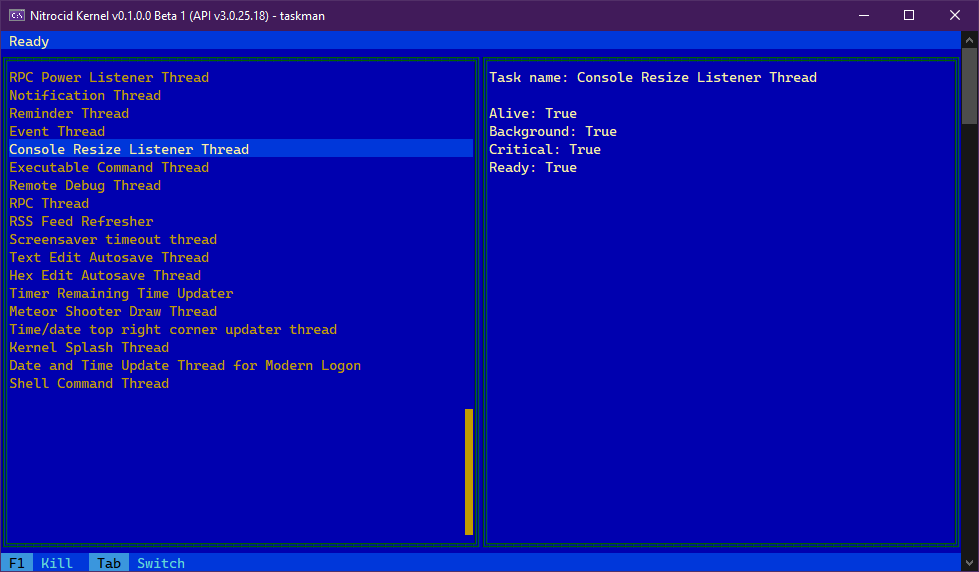 Nitrocid Kernel v0.1.0.0 Beta 1 (API v3.0.25.18) - taskman
Ready
RPC Power Listener Thread
Notification Thread
Reminder Thread
Event Thread
Console Resize Listener Thread
Executable Command Thread
Remote Debug Thread
RPC Thread
RSS Feed Refresher
Screensaver timeout thread
Text Edit Autosave Thread
Hex Edit Autosave Thread
Timer Remaining Time Updater
Meteor Shooter Draw Thread
Time/date top right corner updater thread
Kernel Splash Thread
Date and Time Update Thread for Modern Logon
Shell Command Thread
Task name: Console Resize Listener Thread
Alive: True
Background: True
Critical: True
Ready: True
F1 Kill Tab Switch